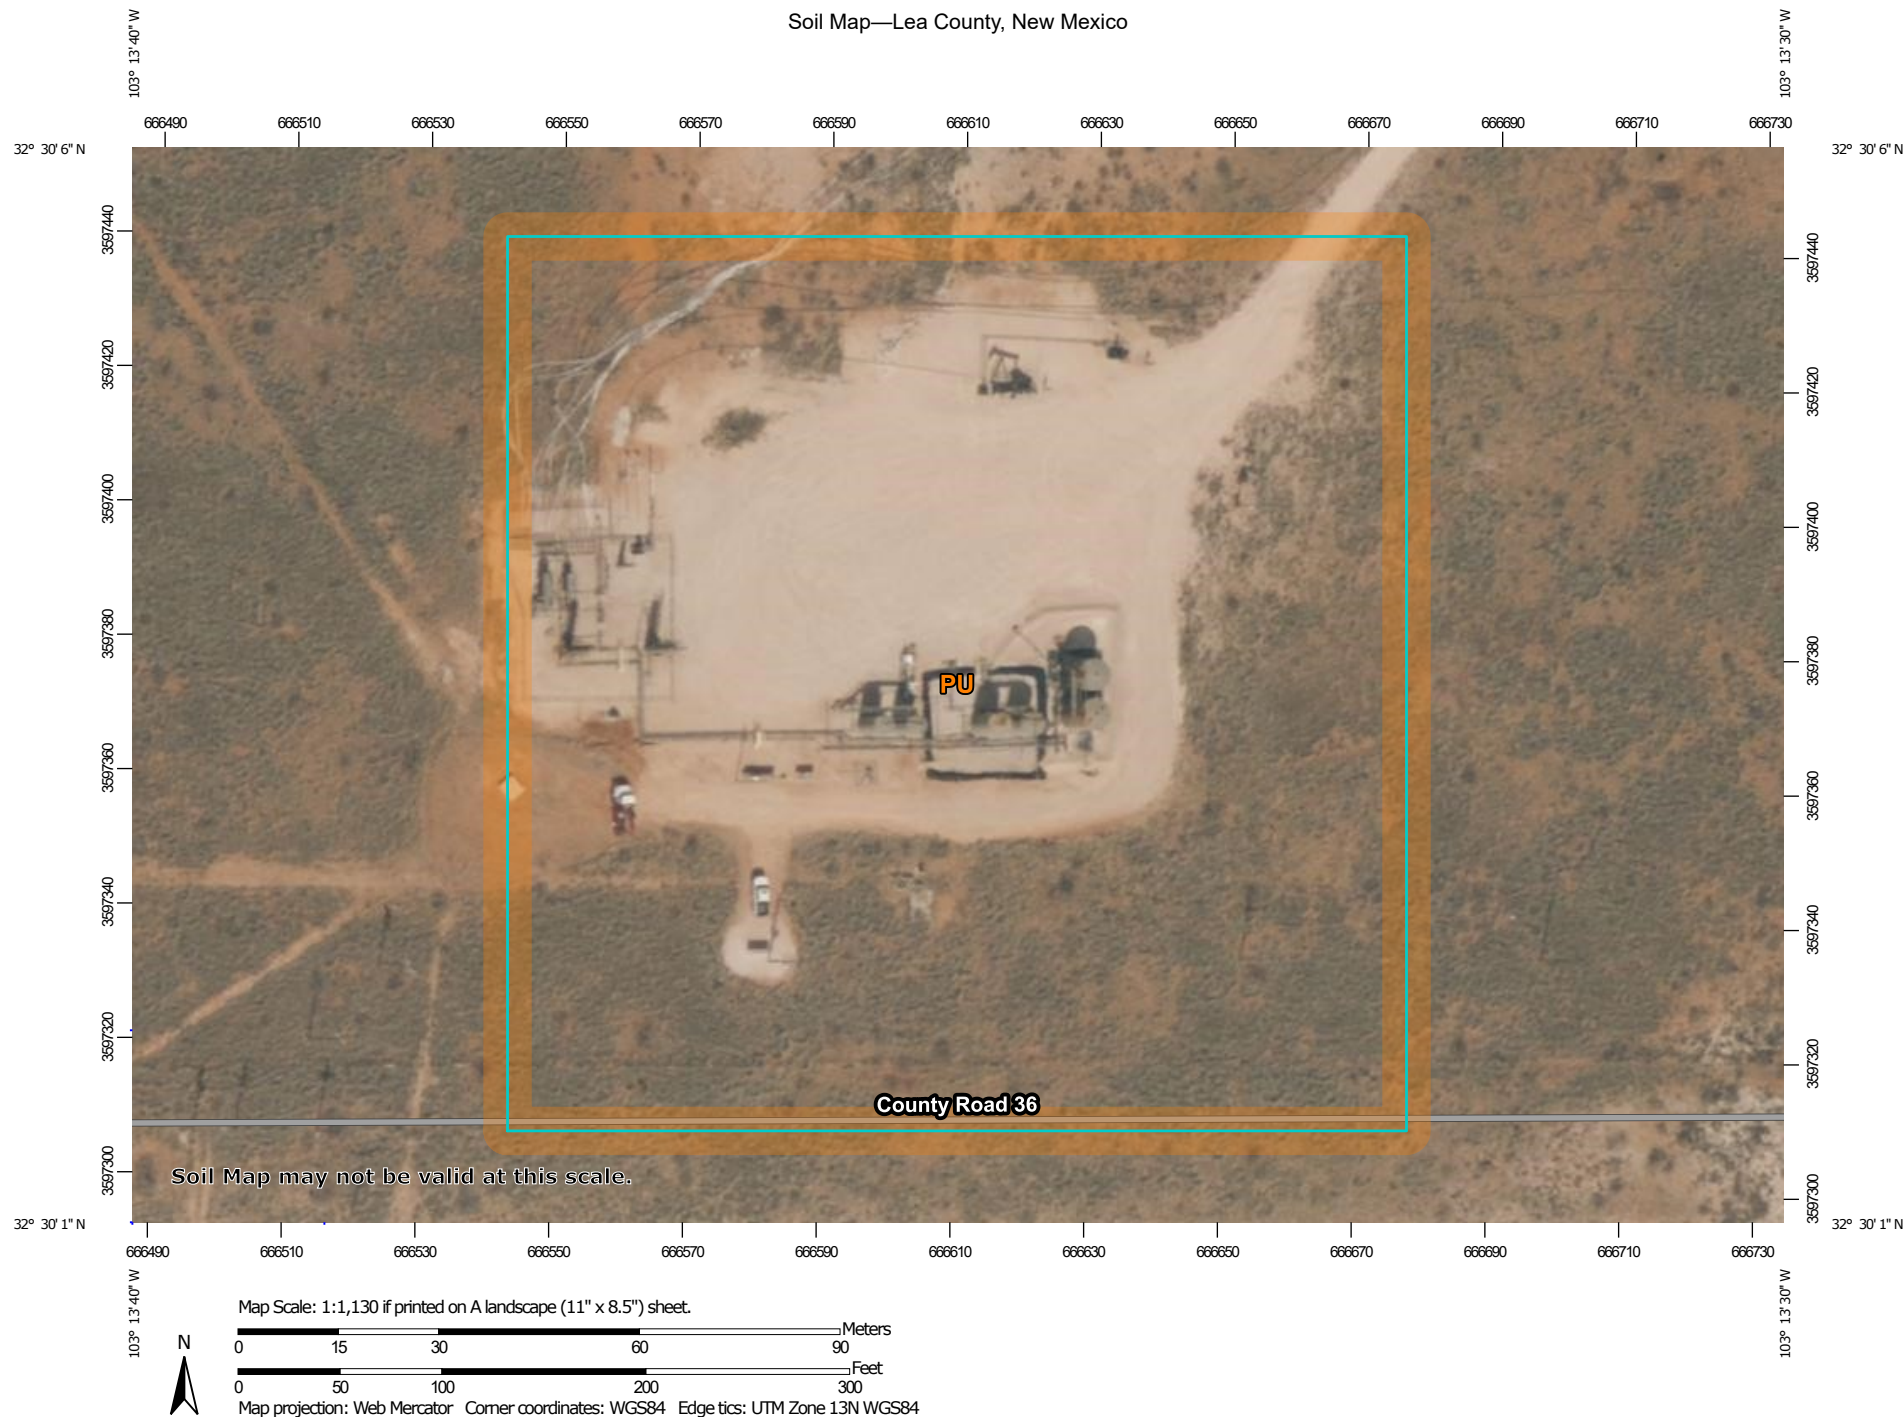 Soil Map—Lea County, New Mexico
103° 13' 40" W
103° 13' 30" W
666490 666510 666530 666550 666570 666590 666610 666630 666650 666670 666690 666710 666730
32° 30' 6" N
32° 30' 6" N
3597440
3597440
3597420
3597420
3597400
3597400
3597380
3597380
PU
3597360
3597360
3597340
3597340
3597320
3597320
County Road 36
3597300
3597300
Soil Map may not be valid at this scale.
32° 30' 1" N
32° 30' 1" N
666490 666510 666530 666550 666570 666590 666610 666630 666650 666670 666690 666710 666730
103° 13' 40" W
103° 13' 30" W
Map Scale: 1:1,130 if printed on A landscape (11" x 8.5") sheet.
Meters
0 15 30 60 90
N
Feet
0 50 100 200 300
Map projection: Web Mercator Corner coordinates: WGS84 Edge tics: UTM Zone 13N WGS84